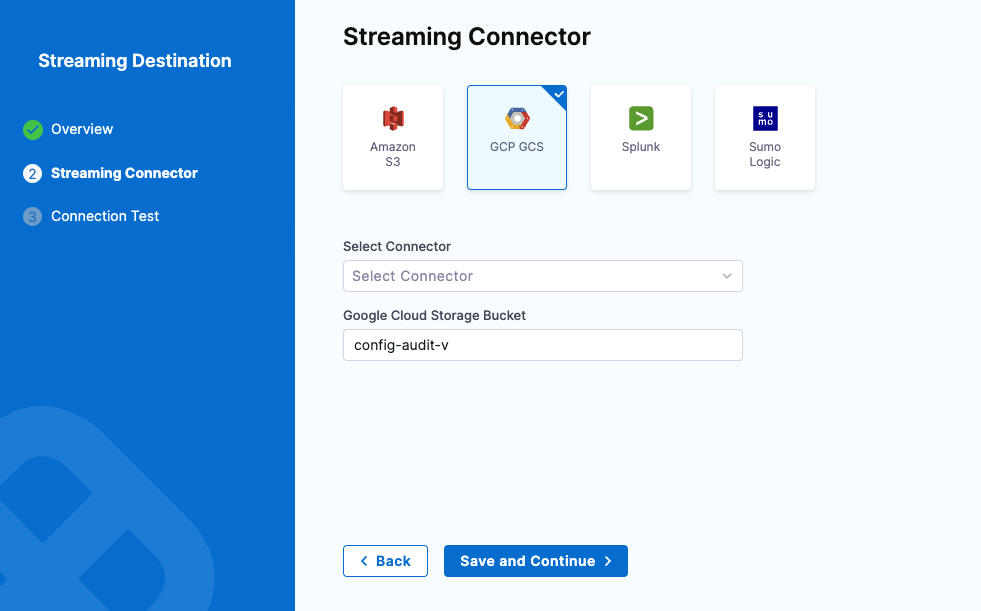 Streaming Destination
Overview
2 Streaming Connector
3 Connection Test
Streaming Connector
Amazon
S3
GCP GCS
Splunk
su
mo
Sumo
Logic
Select Connector
Select Connector
Google Cloud Storage Bucket
config-audit-v
Back
Save and Continue